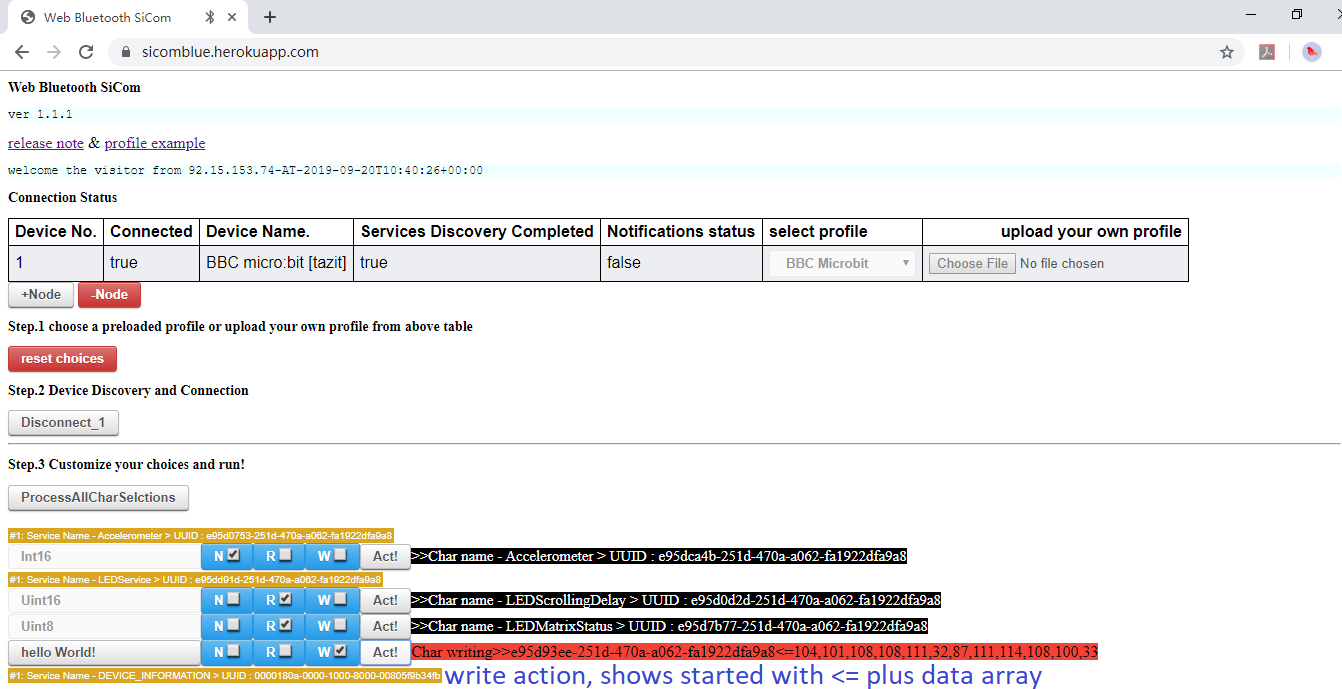 Web Bluetooth SiCom
sicomblue.herokuapp.com
Web Bluetooth SiCom
ver 1.1.1
release note & profile example
welcome the visitor from 92.15.153.74-AT-2019-09-20T10:40:26+00:00
Connection Status
Device No. Connected Device Name. Services Discovery Completed Notifications status select profile upload your own profile
1 true BBC micro:bit [tazit] true false BBC Microbit Choose File No file chosen
+Node -Node
Step.1 choose a preloaded profile or upload your own profile from above table
reset choices
Step.2 Device Discovery and Connection
Disconnect_1
Step.3 Customize your choices and run!
ProcessAllCharSelctions
#1: Service Name - Accelerometer > UUID : e95d0753-251d-470a-a062-fa1922dfa9a8
Int16 N R W Act! >>Char name - Accelerometer > UUID : e95dca4b-251d-470a-a062-fa1922dfa9a8
#1: Service Name - LEDService > UUID : e95dd91d-251d-470a-a062-fa1922dfa9a8
Uint16 N R W Act! >>Char name - LEDScrollingDelay > UUID : e95d0d2d-251d-470a-a062-fa1922dfa9a8
Uint8 N R W Act! >>Char name - LEDMatrixStatus > UUID : e95d7b77-251d-470a-a062-fa1922dfa9a8
hello World! N R W Act! Char writing>>e95d93ee-251d-470a-a062-fa1922dfa9a8<=104,101,108,108,111,32,87,111,114,108,100,33
#1: Service Name - DEVICE_INFORMATION > UUID : 0000180a-0000-1000-8000-00805f9b34fb write action, shows started with <= plus data array